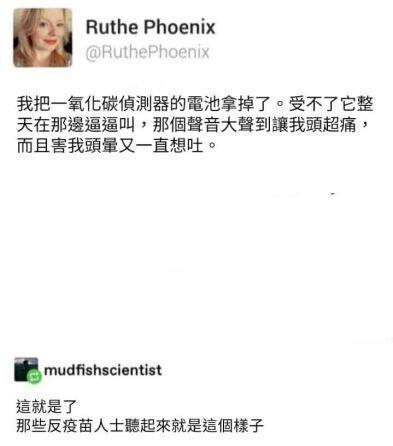 Ruthe Phoenix
@RuthePhoenix
我把一氧化碳偵測器的電池拿掉了。受不了它整
天在那邊逼逼叫，那個聲音大聲到讓我頭超痛，
而且害我頭暈又一直想吐。
mudfishscientist
這就是了
那些反疫苗人士聽起來就是這個樣子